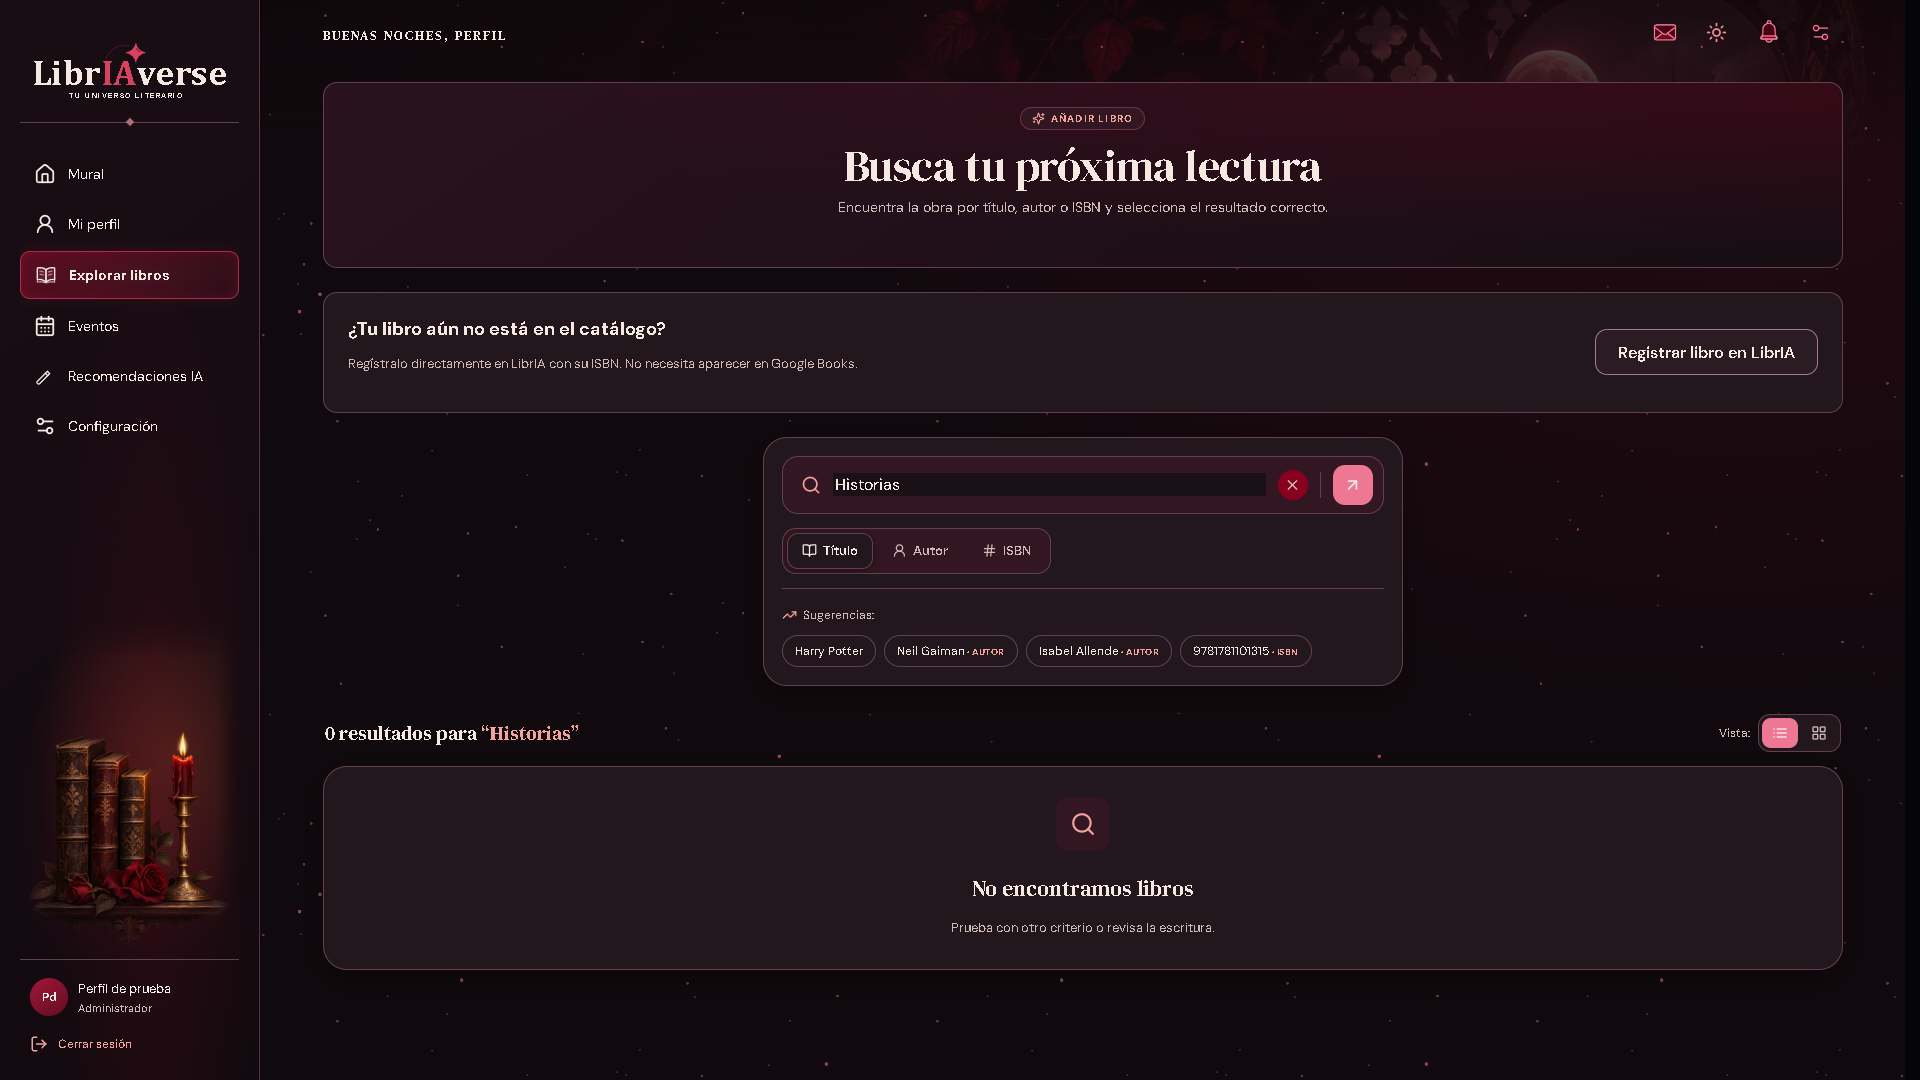 LibrIAverse
TU UNIVERSO LITERARIO
Mural
Mi perfil
Explorar libros
Eventos
Recomendaciones IA
Configuración
Perfil de prueba
Pd
Administrador
Cerrar sesión
BUENAS NOCHES, PERFIL
AÑADIR LIBRO
Busca tu próxima lectura
Encuentra la obra por título, autor o ISBN y selecciona el resultado correcto.
¿Tu libro aún no está en el catálogo?
Regístralo directamente en LibrIA con su ISBN. No necesita aparecer en Google Books.
Registrar libro en LibrIA
Historias
Título Autor # ISBN
Sugerencias:
Harry Potter Neil Gaiman · AUTOR Isabel Allende · AUTOR 9781781101315 · ISBN
0 resultados para “Historias”
Vista:
No encontramos libros
Prueba con otro criterio o revisa la escritura.